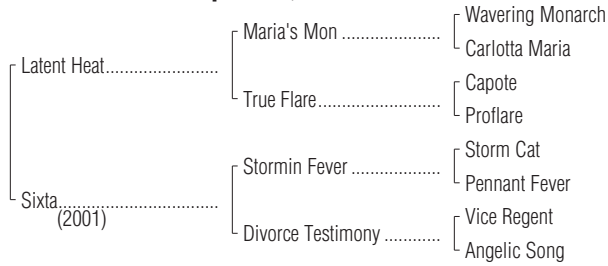 Wavering Monarch
Maria's Mon ..................
Carlotta Maria
Latent Heat.......................
Capote
True Flare.........................
Proflare
Storm Cat
Stormin Fever ..................
Pennant Fever
Sixta.................................
(2001)
Vice Regent
Divorce Testimony ............
Angelic Song